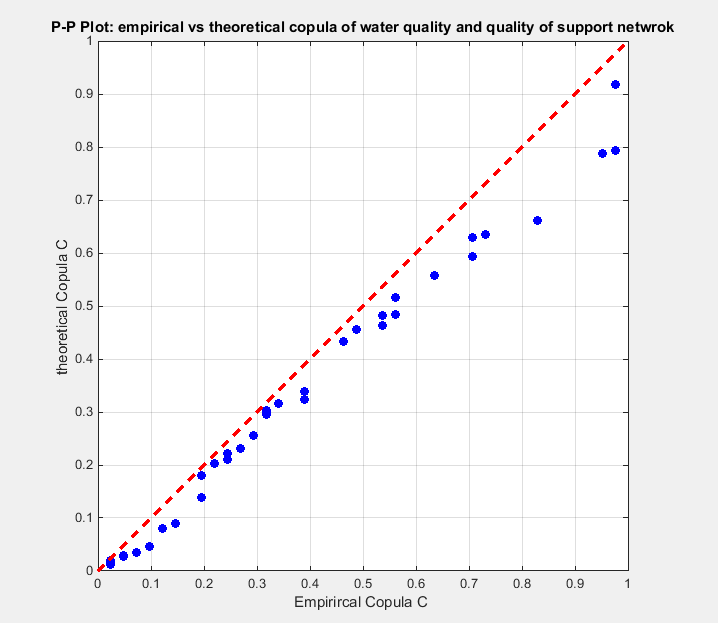 P-P Plot: empirical vs theoretical copula of water quality and quality of support netwrok
1
0.9
0.8
0.7
0.6
0.5
0.4
0.3
0.2
0.1
0
theoretical Copula C
0 0.1 0.2 0.3 0.4 0.5 0.6 0.7 0.8 0.9 1
Empirircal Copula C